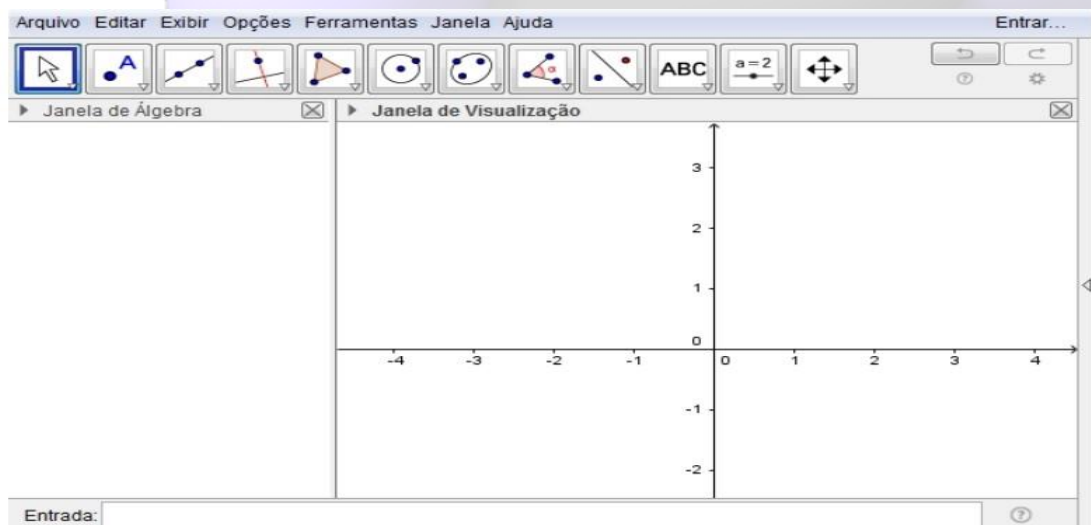 Arquivo Editar Exibir Opções Ferramentas Janela Ajuda Entrar...
A α ABC a=2
Janela de Álgebra Janela de Visualização
3
2
1
0
-4 -3 -2 -1 0 1 2 3 4
-1
-2
Entrada: